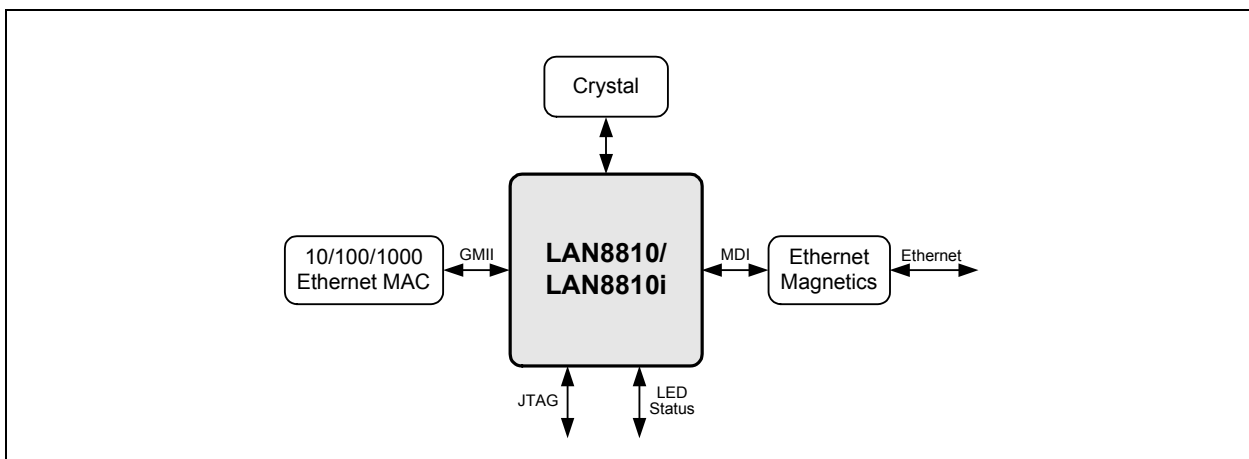 Crystal
10/100/1000
Ethernet MAC
GMII
LAN8810/
LAN8810i
MDI
Ethernet
Magnetics
Ethernet
JTAG
LED
Status